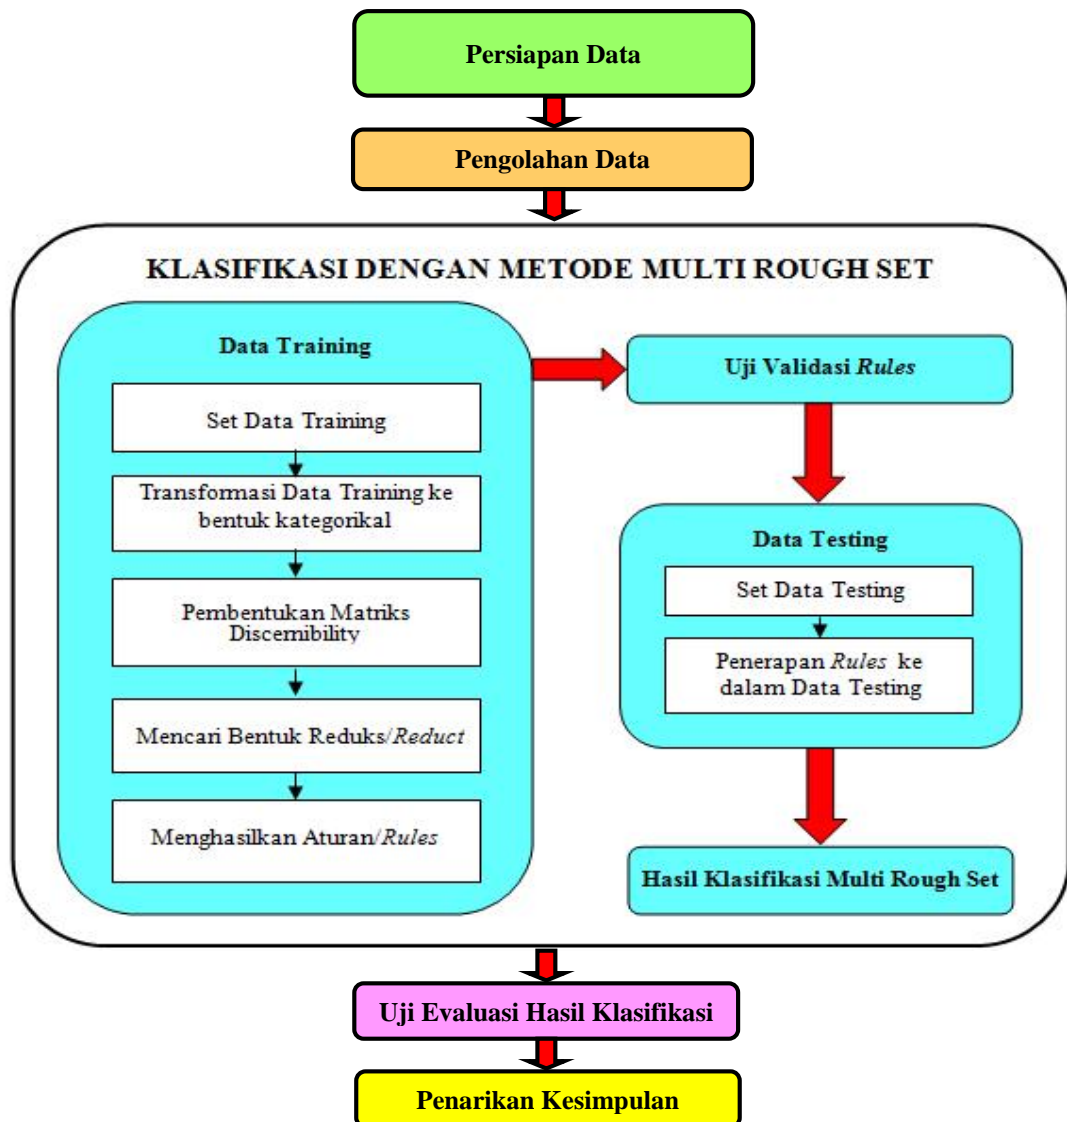 Persiapan Data
Pengolahan Data
KLASIFIKASI DENGAN METODE MULTI ROUGH SET
Data Training
Set Data Training
Transformasi Data Training ke
bentuk kategorikal
Pembentukan Matriks
Discernibility
Mencari Bentuk Reduks/Reduct
Menghasilkan Aturan/Rules
Uji Validasi Rules
Data Testing
Set Data Testing
Penerapan Rules ke
dalam Data Testing
Hasil Klasifikasi Multi Rough Set
Uji Evaluasi Hasil Klasifikasi
Penarikan Kesimpulan